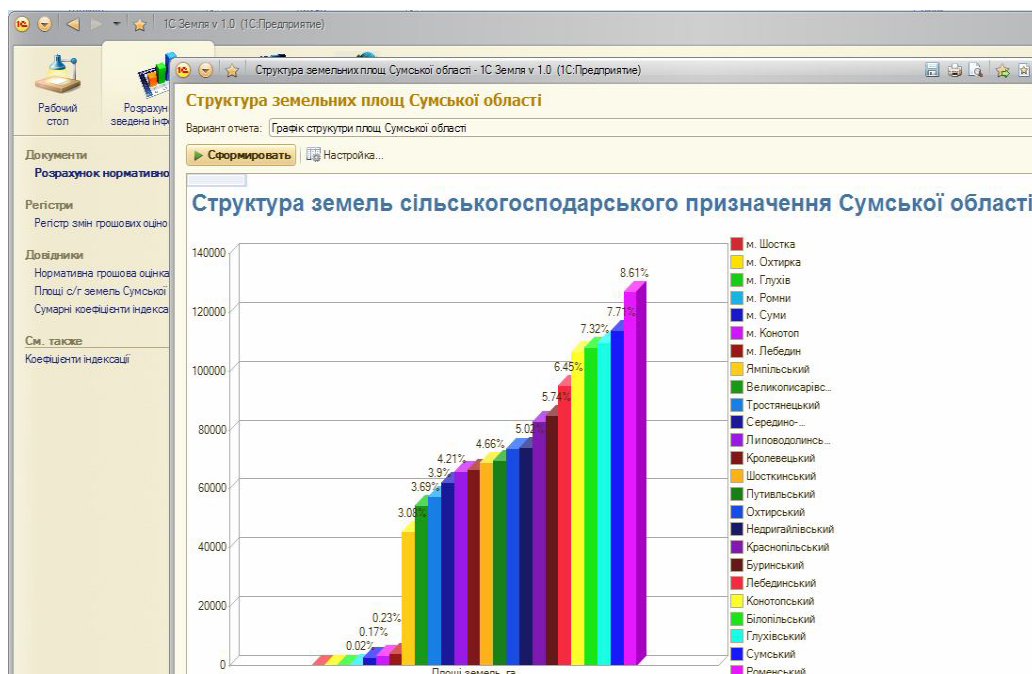 1С Земля v 1.0 (1С:Предприятие)
Рабочий
стол
Розрахун
зведена інф
Структура земельних площ Сумської області - 1С Земля v 1.0 (1С:Предприятие)
Структура земельних площ Сумської області
Вариант отчета:
Графік струкутри площ Сумської області
Сформировать
Настройка...
Документи
Розрахунок нормативно
Регістри
Регістр змін грошових оціно
Довідники
Нормативна грошова оцінка
Площі с/г земель Сумської
Сумарні коефіцієнти індекса
См. также
Коефіцієнти індексації
Структура земель сільськогосподарського призначення Сумської області
140000
120000
100000
80000
60000
40000
20000
0
0.02%
0.17%
0.23%
3.08%
3.69%
3.9%
4.21%
4.66%
5.02%
5.74%
6.45%
7.32%
7.71%
8.61%
Площі земель, га
м. Шостка
м. Охтирка
м. Глухів
м. Ромни
м. Суми
м. Конотоп
м. Лебедин
Ямпільський
Великописарівс...
Тростянецький
Середино-...
Липоводолинсь...
Кролевецький
Шосткинський
Путивльський
Охтирський
Недригайлівський
Краснопільський
Буринський
Лебединський
Конотопський
Білопільський
Глухівський
Сумський
Роменський